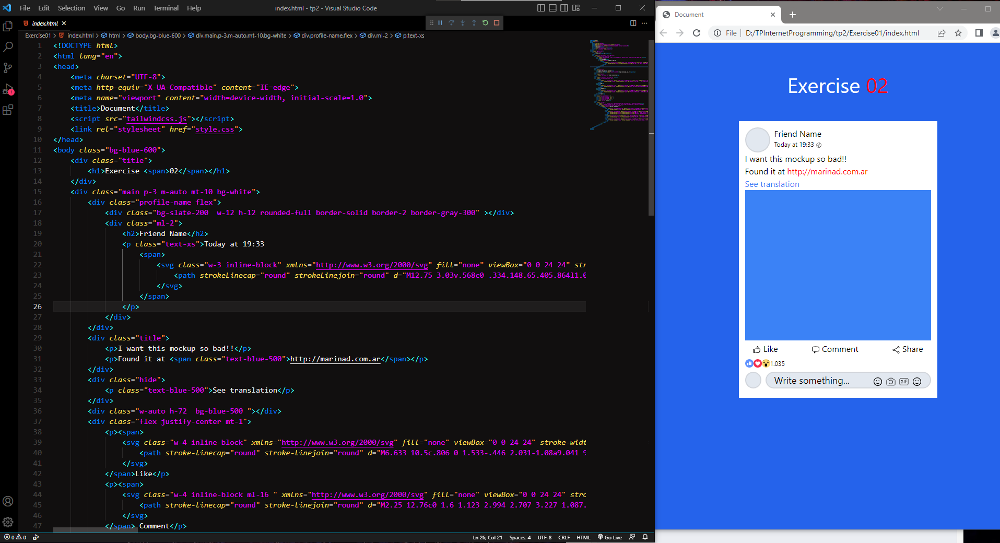 File Edit Selection View Go Run Terminal Help
index.html - tp2 - Visual Studio Code
index.html
Exercise01 > index.html > html > body.bg-blue-600 > div.main.p-3.m-auto.mt-10.bg-white > div.profile-name.flex > div.ml-2 > p.text-xs
1 <!DOCTYPE html>
2 <html lang="en">
3 <head>
4 <meta charset="UTF-8">
5 <meta http-equiv="X-UA-Compatible" content="IE=edge">
6 <meta name="viewport" content="width=device-width, initial-scale=1.0">
7 <title>Document</title>
8 <script src="tailwindcss.js"></script>
9 <link rel="stylesheet" href="style.css">
10 </head>
11 <body class="bg-blue-600">
12 <div class="title">
13 <h1>Exercise <span>02</span></h1>
14 </div>
15 <div class="main p-3 m-auto mt-10 bg-white">
16 <div class="profile-name flex">
17 <div class="bg-slate-200  w-12 h-12 rounded-full border-solid border-2 border-gray-300" ></div>
18 <div class="ml-2">
19 <h2>Friend Name</h2>
20 <p class="text-xs">Today at 19:33
21 <span>
22 <svg class="w-3 inline-block" xmlns="http://www.w3.org/2000/svg" fill="none" viewBox="0 0 24 24" str
23 <path strokeLinecap="round" strokeLinejoin="round" d="M12.75 3.03v.568c0 .334.148.65.405.864l1.0
24 </svg>
25 </span>
26 </p>
27 </div>
28 </div>
29 <div class="title">
30 <p>I want this mockup so bad!!</p>
31 <p>Found it at <span class="text-blue-500">http://marinad.com.ar</span></p>
32 </div>
33 <div class="hide">
34 <p class="text-blue-500">See translation</p>
35 </div>
36 <div class="w-auto h-72  bg-blue-500 "></div>
37 <div class="flex justify-center mt-1">
38 <p><span>
39 <svg class="w-4 inline-block" xmlns="http://www.w3.org/2000/svg" fill="none" viewBox="0 0 24 24" stroke-widt
40 <path stroke-linecap="round" stroke-linejoin="round" d="M6.633 10.5c.806 0 1.533-.446 2.031-1.08a9.041 9
41 </svg>
42 </span>Like</p>
43 <p><span>
44 <svg class="w-4 inline-block ml-16 " xmlns="http://www.w3.org/2000/svg" fill="none" viewBox="0 0 24 24" stro
45 <path stroke-linecap="round" stroke-linejoin="round" d="M2.25 12.76c0 1.6 1.123 2.994 2.707 3.227 1.087.
46 </svg>
47 </span> Comment</p>
1
0 0
Ln 26, Col 21 Spaces: 4 UTF-8 CRLF HTML Go Live
Document
File D:/TPInternetProgramming/tp2/Exercise01/index.html
Exercise 02
Friend Name
Today at 19:33
I want this mockup so bad!!
Found it at http://marinad.com.ar
See translation
Like Comment Share
1.035
Write something... GIF